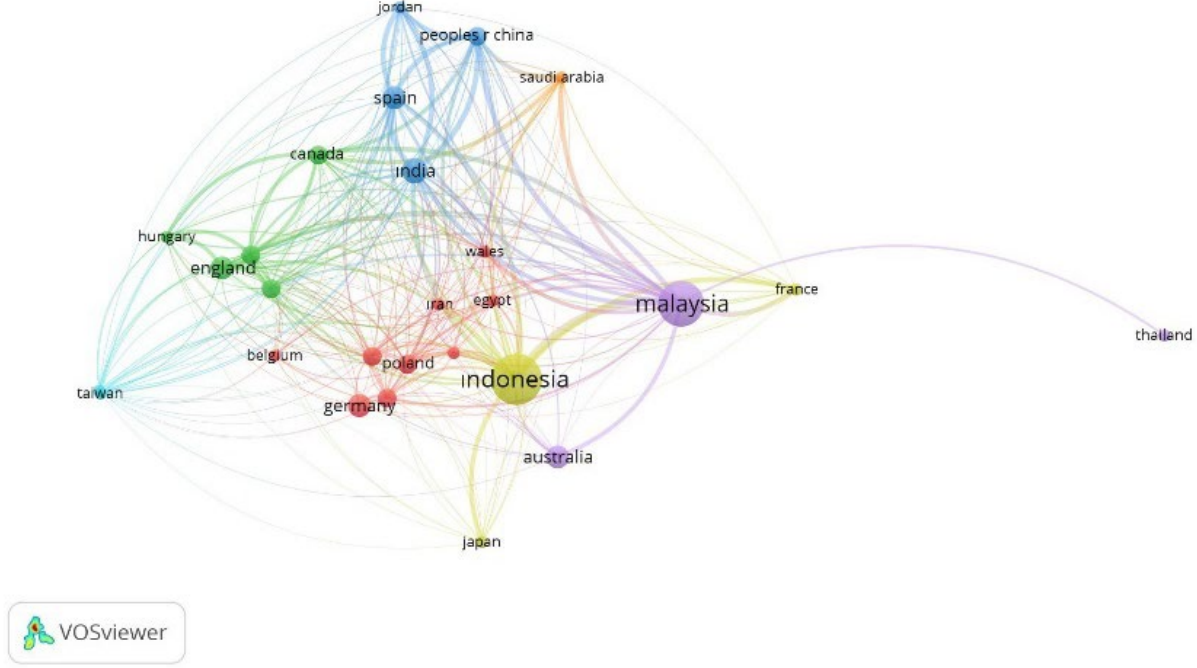 jordan
peoples r china
saudi arabia
spain
canada
india
hungary
wales
england
france
iran
egypt
malaysia
thailand
belgium
poland
indonesia
taiwan
germany
australia
japan
VOSviewer